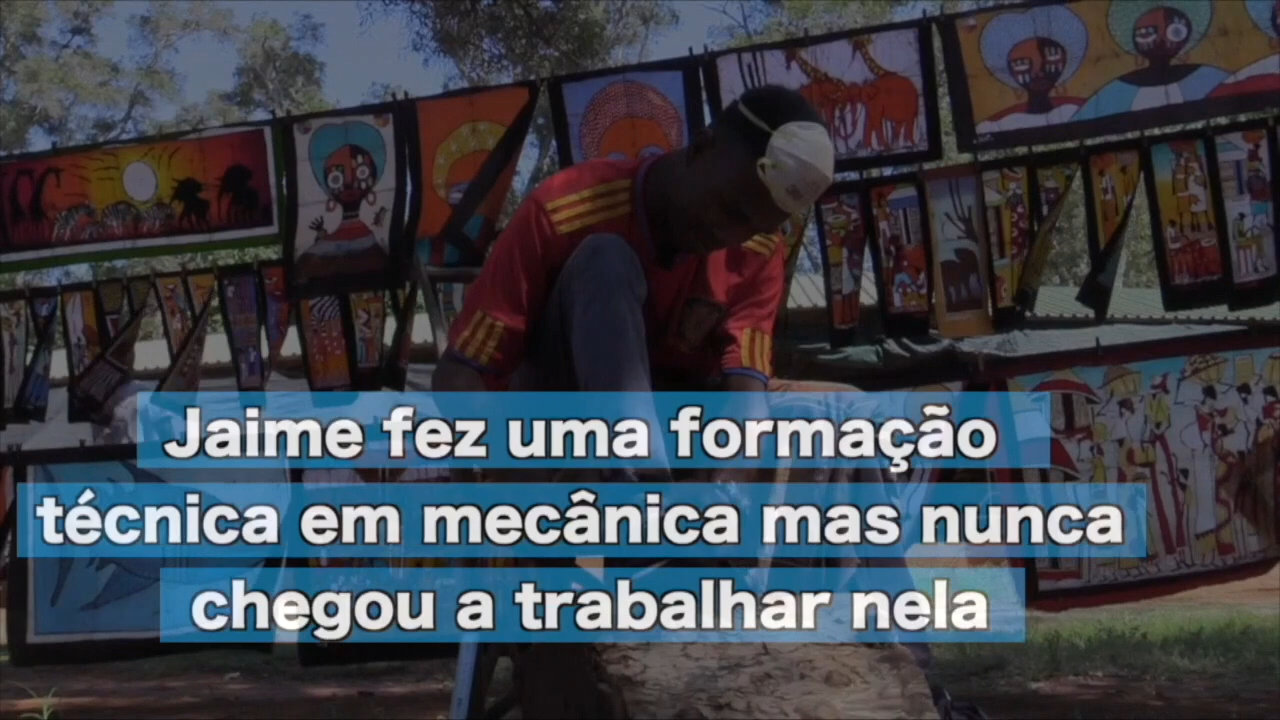 Jaime fez uma formação
técnica em mecânica mas nunca
chegou a trabalhar nela